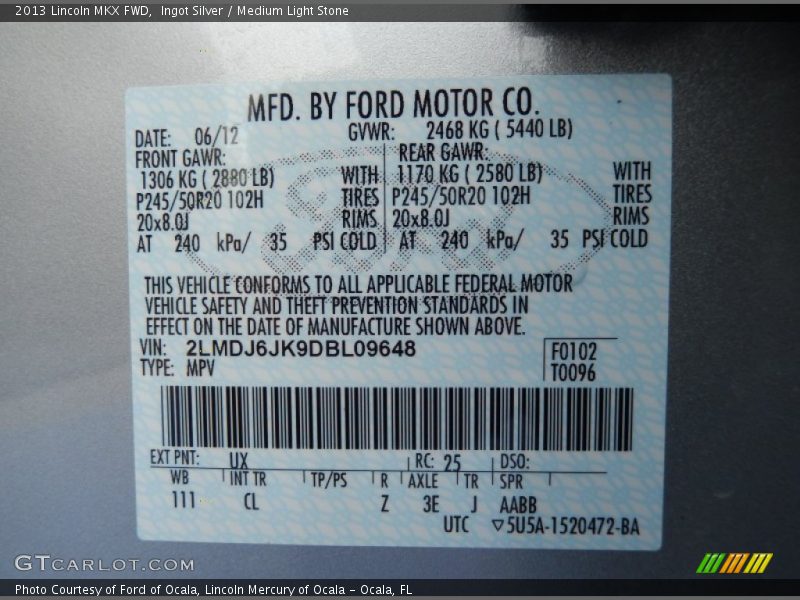 2013 Lincoln MKX FWD, Ingot Silver / Medium Light Stone
MFD. BY FORD MOTOR CO.
DATE: 06/12 GVWR: 2468 KG ( 5440 LB)
FRONT GAWR: REAR GAWR:
1306 KG ( 2880 LB) WITH 1170 KG ( 2580 LB) WITH
P245/50R20 102H TIRES P245/50R20 102H TIRES
20x8.0J RIMS 20x8.0J RIMS
AT 240 kPa/ 35 PSI COLD AT 240 kPa/ 35 PSI COLD
THIS VEHICLE CONFORMS TO ALL APPLICABLE FEDERAL MOTOR
VEHICLE SAFETY AND THEFT PREVENTION STANDARDS IN
EFFECT ON THE DATE OF MANUFACTURE SHOWN ABOVE.
VIN: 2LMDJ6JK9DBL09648 F0102
TYPE: MPV T0096
EXT PNT: UX RC: 25 DSO:
WB INT TR TP/PS R AXLE TR SPR
111 CL Z 3E J AABB
UTC ▽5U5A-1520472-BA
GTCARLOT.COM
Photo Courtesy of Ford of Ocala, Lincoln Mercury of Ocala - Ocala, FL